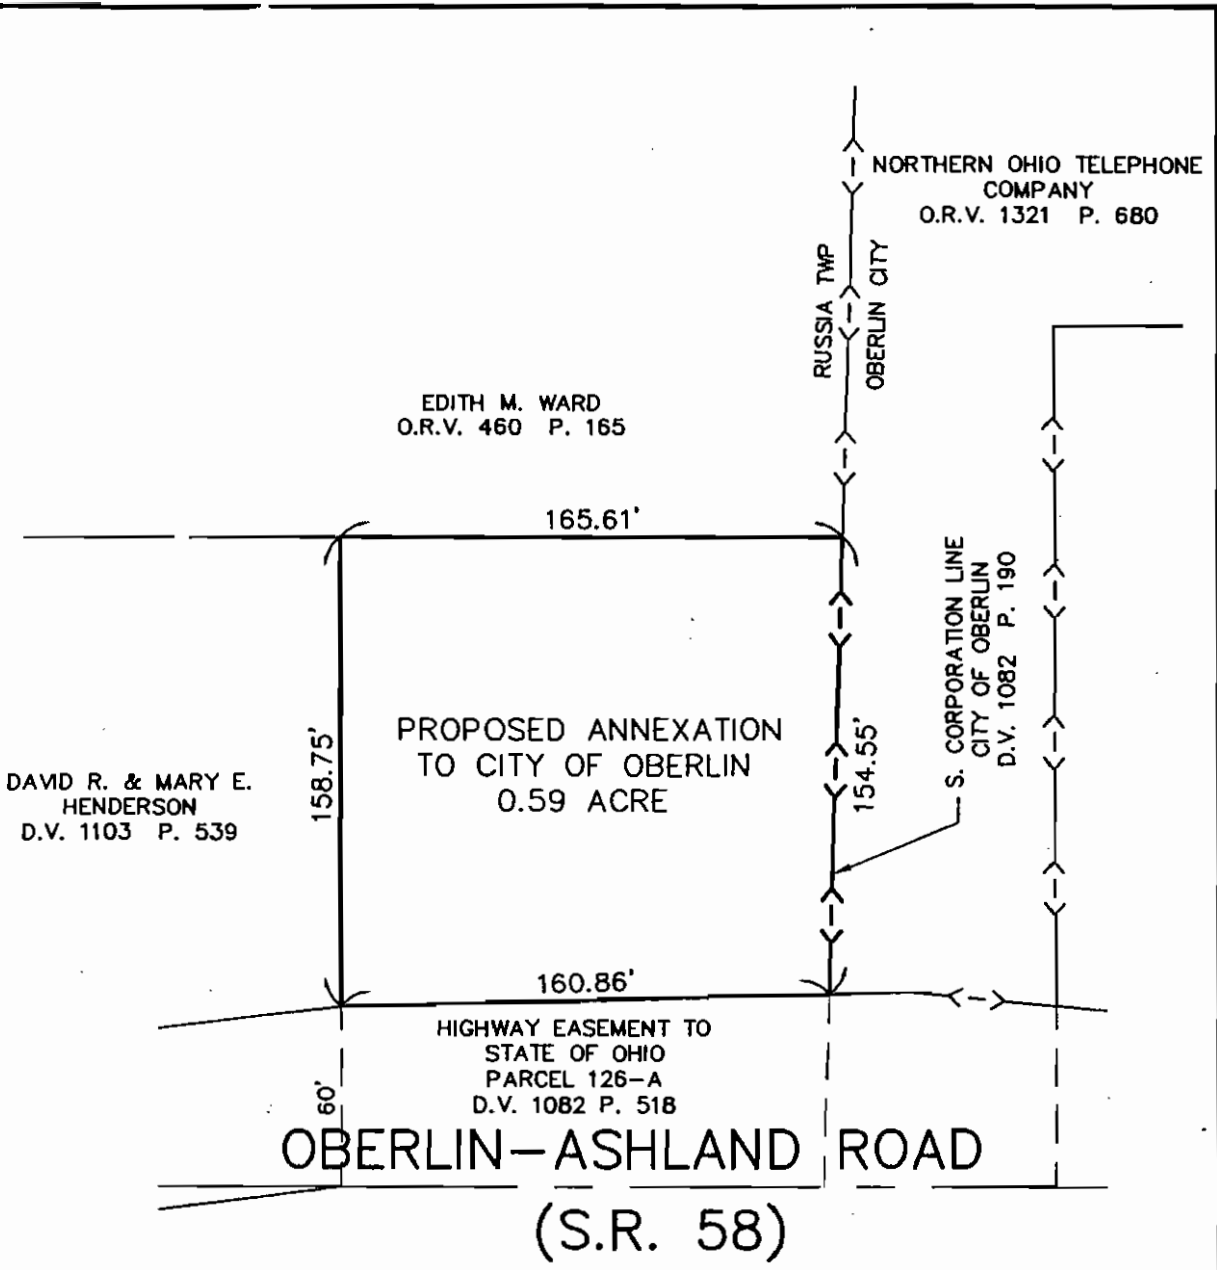 NORTHERN OHIO TELEPHONE
COMPANY
O.R.V. 1321 P. 680
RUSSIA TWP
OBERLIN CITY
EDITH M. WARD
O.R.V. 460 P. 165
165.61'
S. CORPORATION LINE
CITY OF OBERLIN
D.V. 1082 P. 190
PROPOSED ANNEXATION
TO CITY OF OBERLIN
0.59 ACRE
158.75'
154.55'
DAVID R. & MARY E.
HENDERSON
D.V. 1103 P. 539
160.86'
HIGHWAY EASEMENT TO
STATE OF OHIO
PARCEL 126-A
D.V. 1082 P. 518
60'
OBERLIN-ASHLAND ROAD
(S.R. 58)